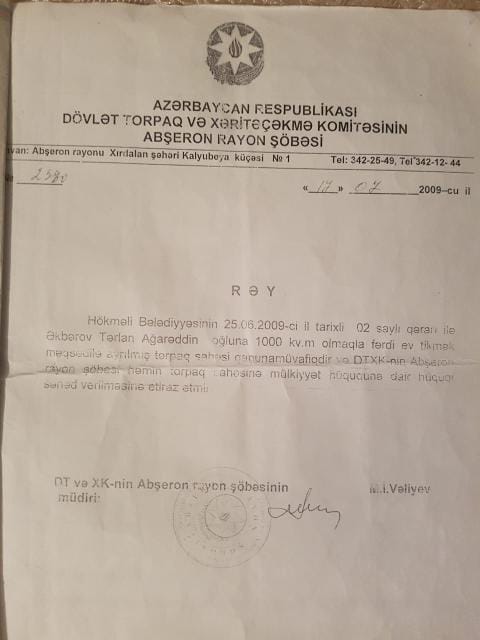 AZƏRBAYCAN RESPUBLİKASI
DÖVLƏT TORPAQ VƏ XƏRİTƏÇƏKMƏ KOMİTƏSİNİN
ABŞERON RAYON ŞÖBƏSİ
van: Abşeron rayonu Xırdalan şəhəri Kalyubeya küçəsi № 1 Tel: 342-25-49, Tel 342-12- 44
«17» 07 2009-cu il
R Ə Y
Hökməli Bələdiyyəsinin 25.06.2009-ci il tarixli 02 saylı qərarı ilə
Əkbərov Tərlan Ağarəddin oğluna 1000 kv.m olmaqla fərdi ev tikmək
məqsədilə ayrılmış torpaq sahəsi qanunamüvafiqdir və DTXK-nin Abşeron
rayon şöbəsi həmin torpaq sahəsinə mülkiyyət hüququna dair hüquqi
sənəd verilməsinə etiraz etmir
DT və XK-nin Abşeron rayon şöbəsinin M.İ.Vəliyev
müdiri: